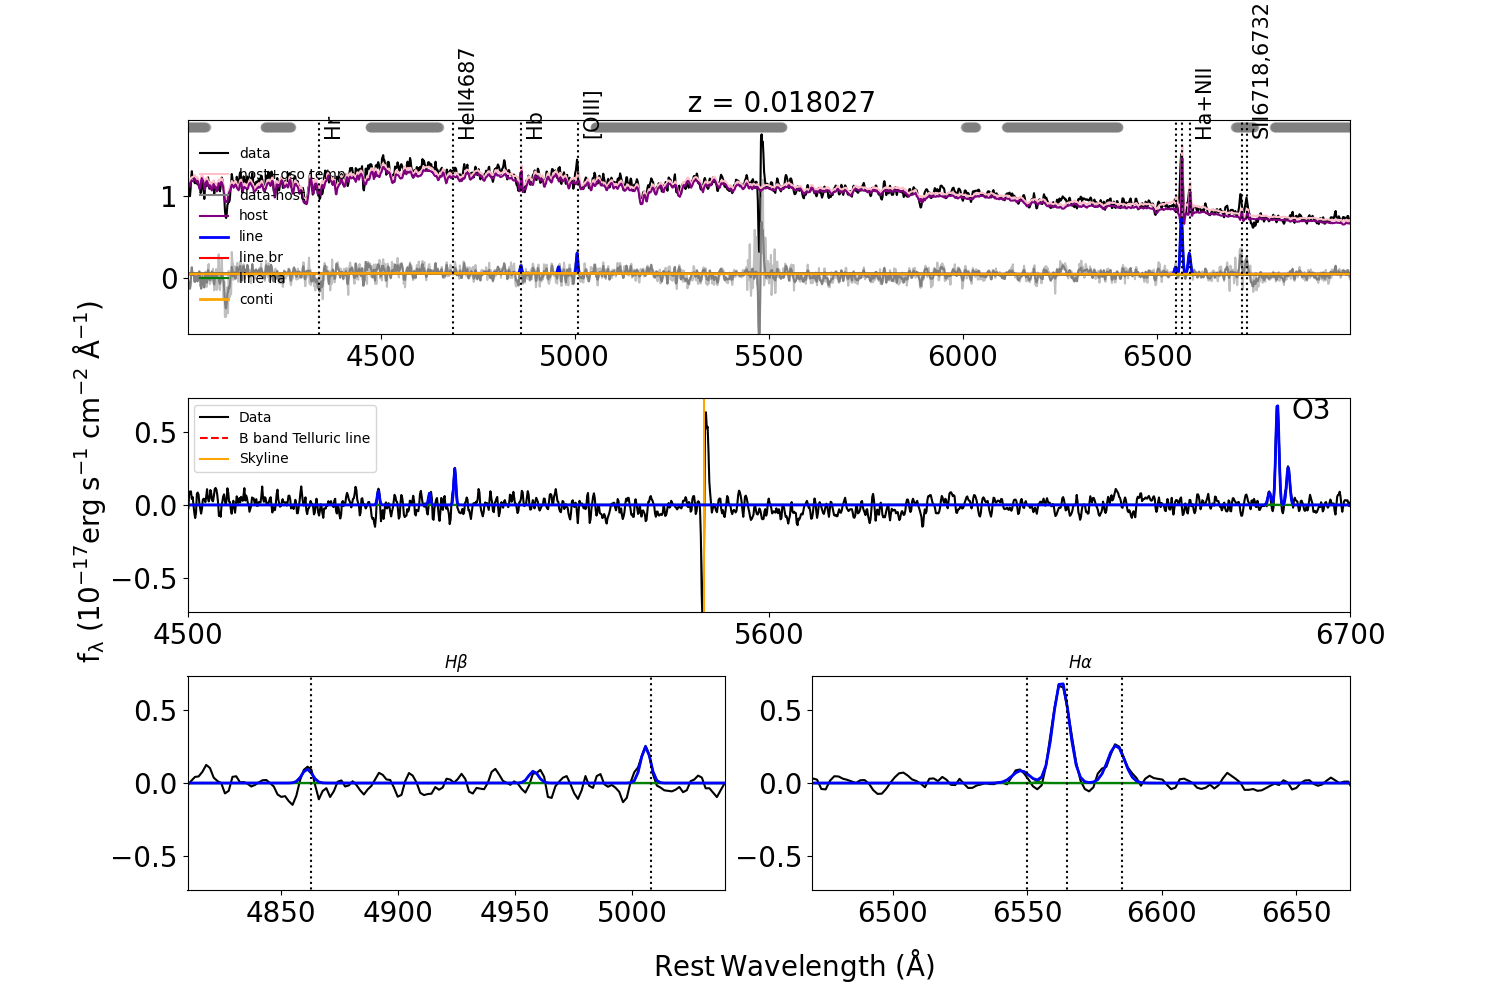 z = 0.018027
Hr
HeII4687
Hb
[OIII]
Ha+NII
SII6718,6732
data
host+qso temp
data-host
host
line
line br
line na
conti
1
0
4500
5000
5500
6000
6500
Data
B band Telluric line
Skyline
O3
0.5
0.0
−0.5
4500
5600
6700
fλ (10⁻¹⁷erg s⁻¹ cm⁻² Å⁻¹)
Hβ
0.5
0.0
−0.5
4850
4900
4950
5000
Hα
0.5
0.0
−0.5
6500
6550
6600
6650
Rest Wavelength (Å)